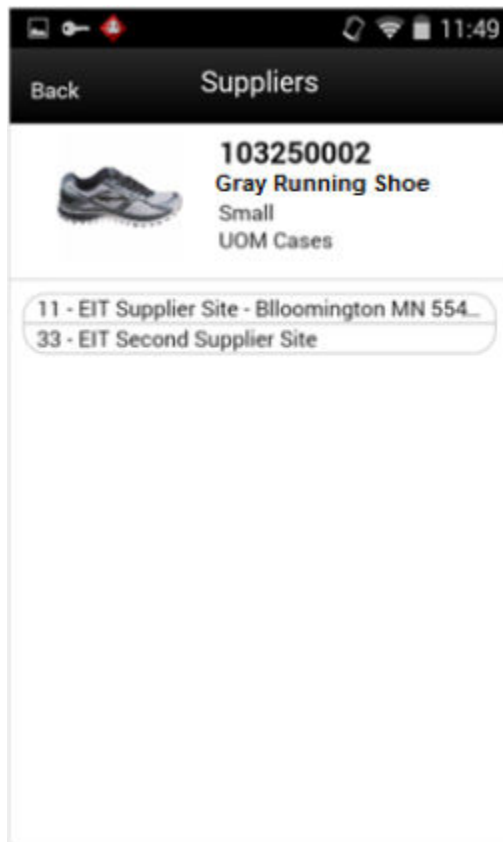 11:49
Back
Suppliers
103250002
Gray Running Shoe
Small
UOM Cases
11 - EIT Supplier Site - Blloomington MN 554...
33 - EIT Second Supplier Site